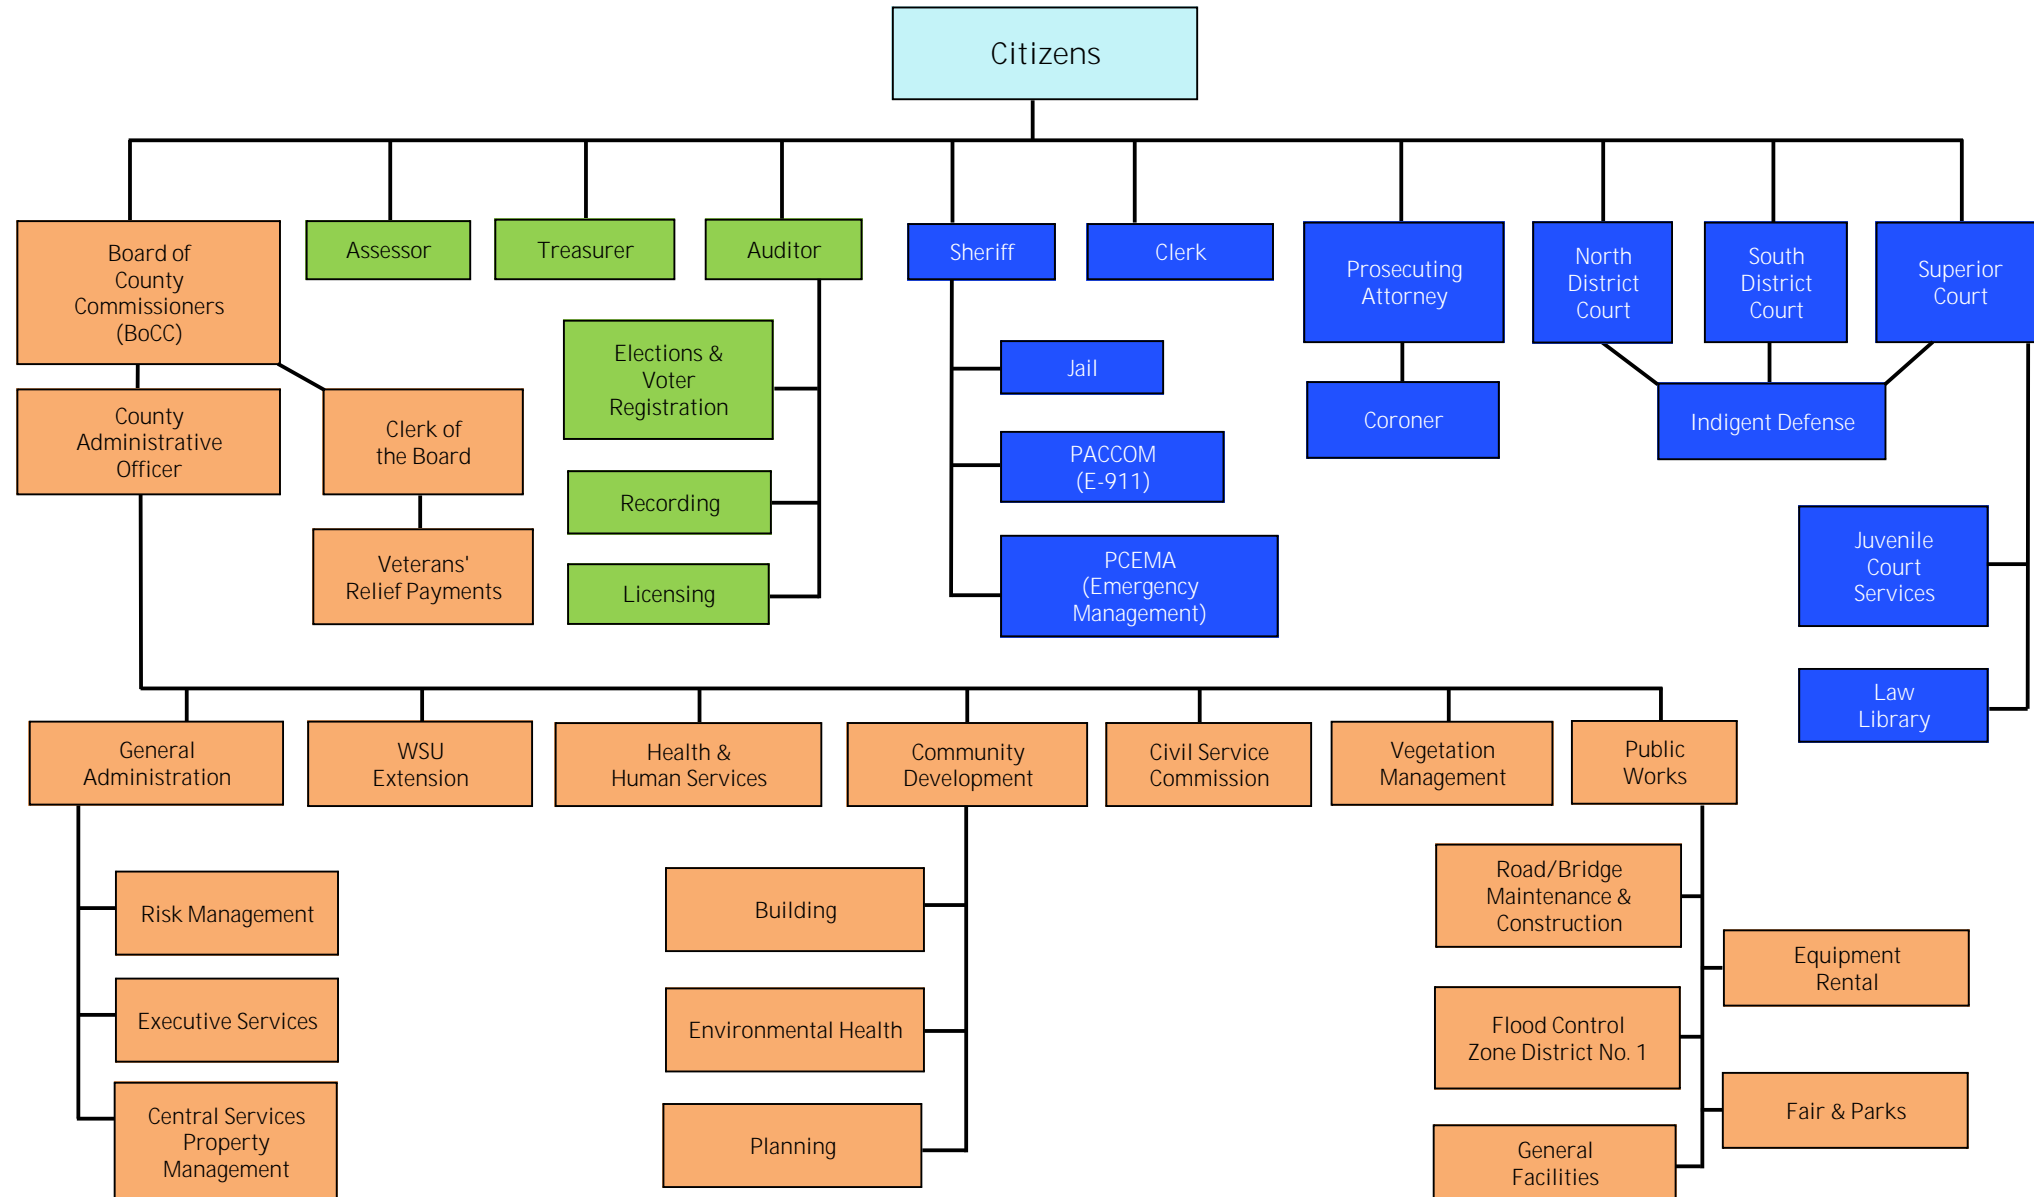 Citizens
Board of
County
Commissioners
(BoCC)
Assessor
Treasurer
Auditor
Sheriff
Clerk
Prosecuting
Attorney
North
District
Court
South
District
Court
Superior
Court
Elections &
Voter
Registration
Jail
Coroner
Indigent Defense
County
Administrative
Officer
Clerk of
the Board
PACCOM
(E-911)
Recording
Veterans'
Relief Payments
Licensing
PCEMA
(Emergency
Management)
Juvenile
Court
Services
Law
Library
General
Administration
WSU
Extension
Health &
Human Services
Community
Development
Civil Service
Commission
Vegetation
Management
Public
Works
Risk Management
Building
Road/Bridge
Maintenance &
Construction
Equipment
Rental
Executive Services
Environmental Health
Flood Control
Zone District No. 1
Fair & Parks
Central Services
Property
Management
Planning
General
Facilities